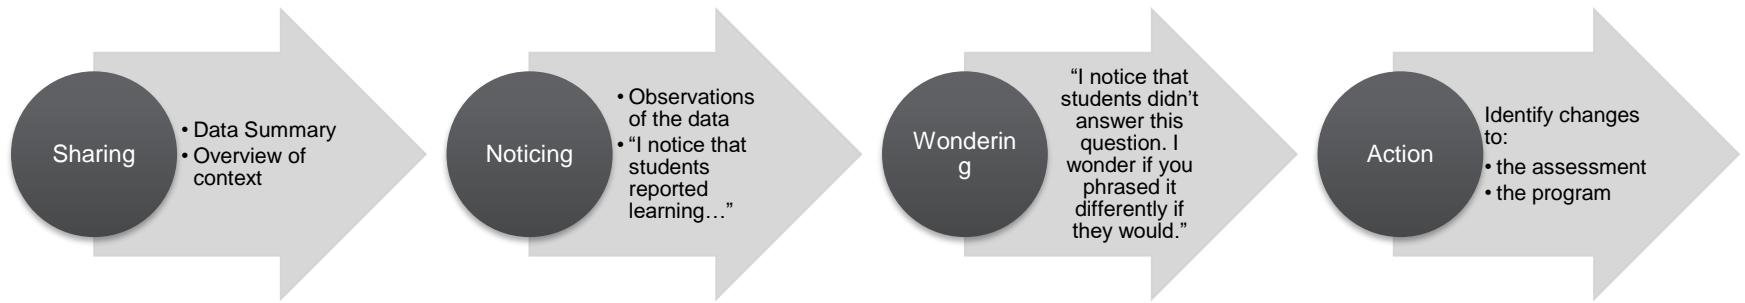 Sharing
• Data Summary
• Overview of
context
Noticing
• Observations
of the data
• “I notice that
students
reported
learning…”
Wonderin
g
“I notice that
students didn’t
answer this
question. I
wonder if you
phrased it
differently if
they would.”
Action
Identify changes
to:
• the assessment
• the program